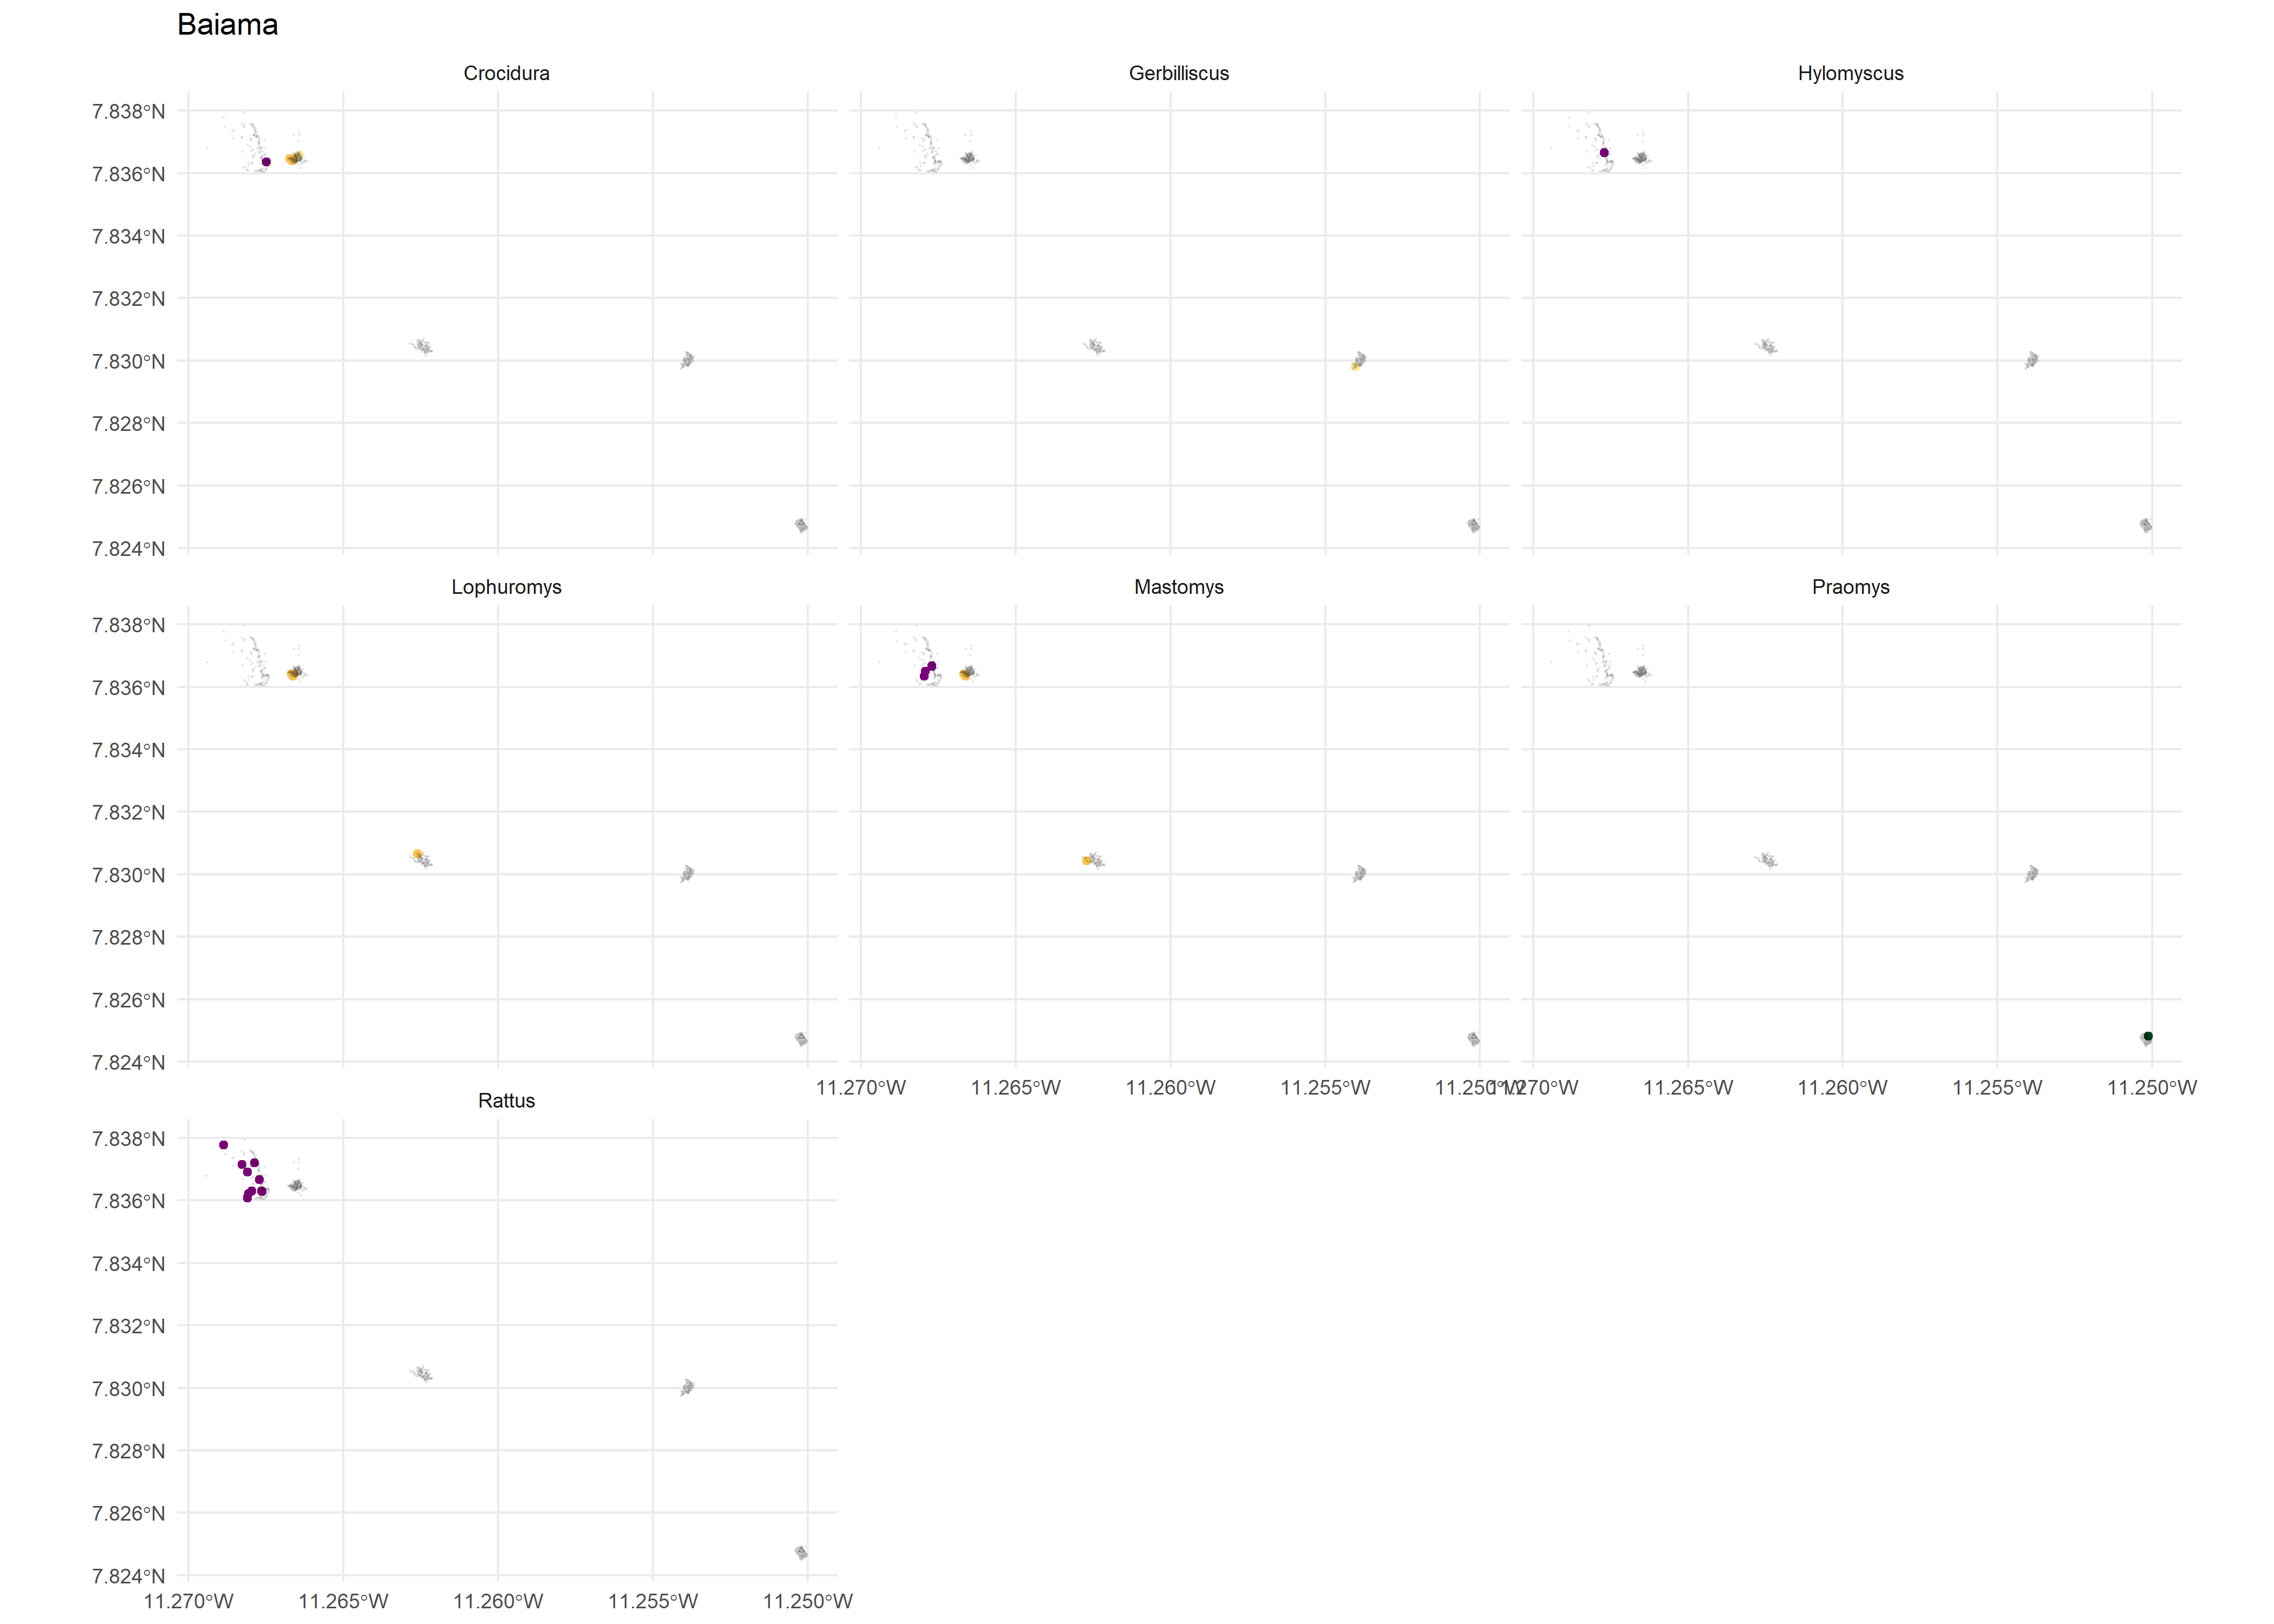 Baiama
Crocidura Gerbilliscus Hylomyscus
7.838°N
7.836°N
7.834°N
7.832°N
7.830°N
7.828°N
7.826°N
7.824°N
Lophuromys Mastomys Praomys
7.838°N
7.836°N
7.834°N
7.832°N
7.830°N
7.828°N
7.826°N
7.824°N
11.270°W 11.265°W 11.260°W 11.255°W 11.250°W 11.270°W 11.265°W 11.260°W 11.255°W 11.250°W
Rattus
7.838°N
7.836°N
7.834°N
7.832°N
7.830°N
7.828°N
7.826°N
7.824°N
11.270°W 11.265°W 11.260°W 11.255°W 11.250°W